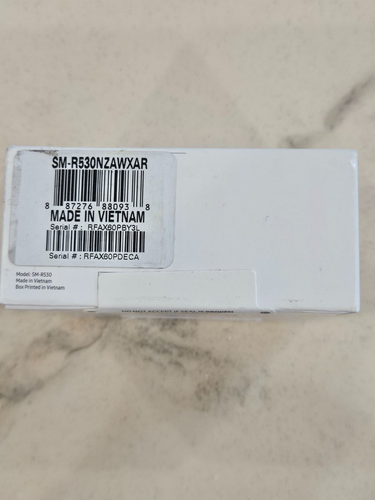 SM-R530NZAWXAR
8 87276 88093 8
MADE IN VIETNAM
Serial # : RFAX60PBY3L
Serial # : RFAX60PDECA
Model: SM-R530
Made in Vietnam
Box Printed in Vietnam